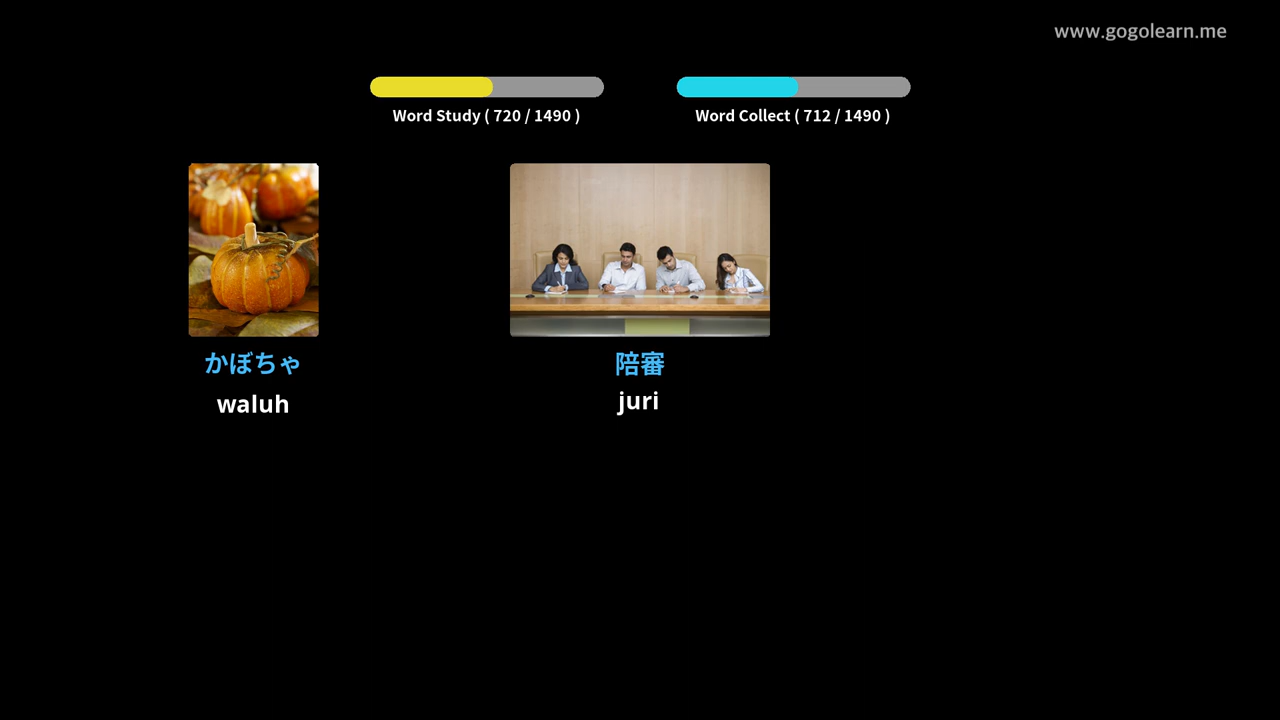 www.gogolearn.me
Word Study ( 720 / 1490 )
Word Collect ( 712 / 1490 )
かぼちゃ
waluh
陪審
juri